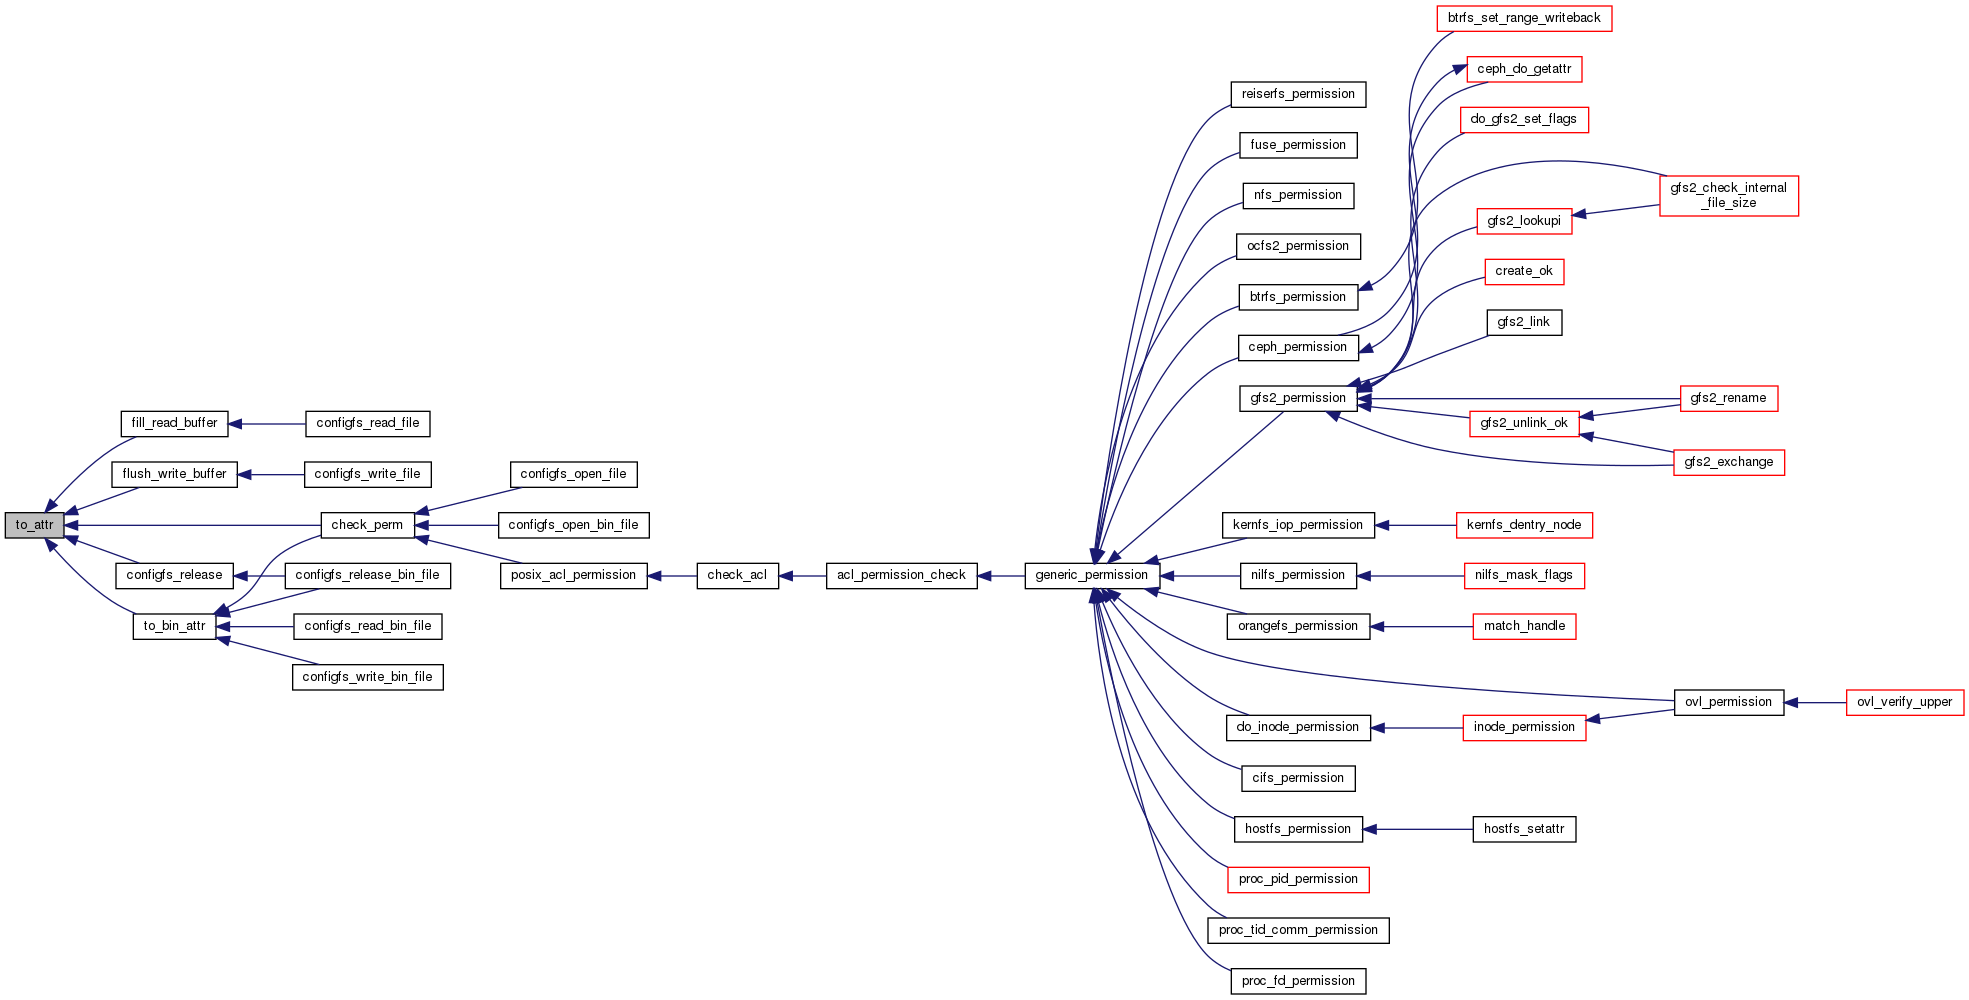 btrfs_set_range_writeback
ceph_do_getattr
reiserfs_permission
do_gfs2_set_flags
fuse_permission
gfs2_check_internal
_file_size
nfs_permission
gfs2_lookupi
ocfs2_permission
create_ok
btrfs_permission
gfs2_link
ceph_permission
gfs2_permission
gfs2_rename
fill_read_buffer
configfs_read_file
gfs2_unlink_ok
gfs2_exchange
flush_write_buffer
configfs_write_file
configfs_open_file
to_attr
check_perm
configfs_open_bin_file
kernfs_iop_permission
kernfs_dentry_node
configfs_release
configfs_release_bin_file
posix_acl_permission
check_acl
acl_permission_check
generic_permission
nilfs_permission
nilfs_mask_flags
to_bin_attr
configfs_read_bin_file
orangefs_permission
match_handle
configfs_write_bin_file
ovl_permission
ovl_verify_upper
do_inode_permission
inode_permission
cifs_permission
hostfs_permission
hostfs_setattr
proc_pid_permission
proc_tid_comm_permission
proc_fd_permission